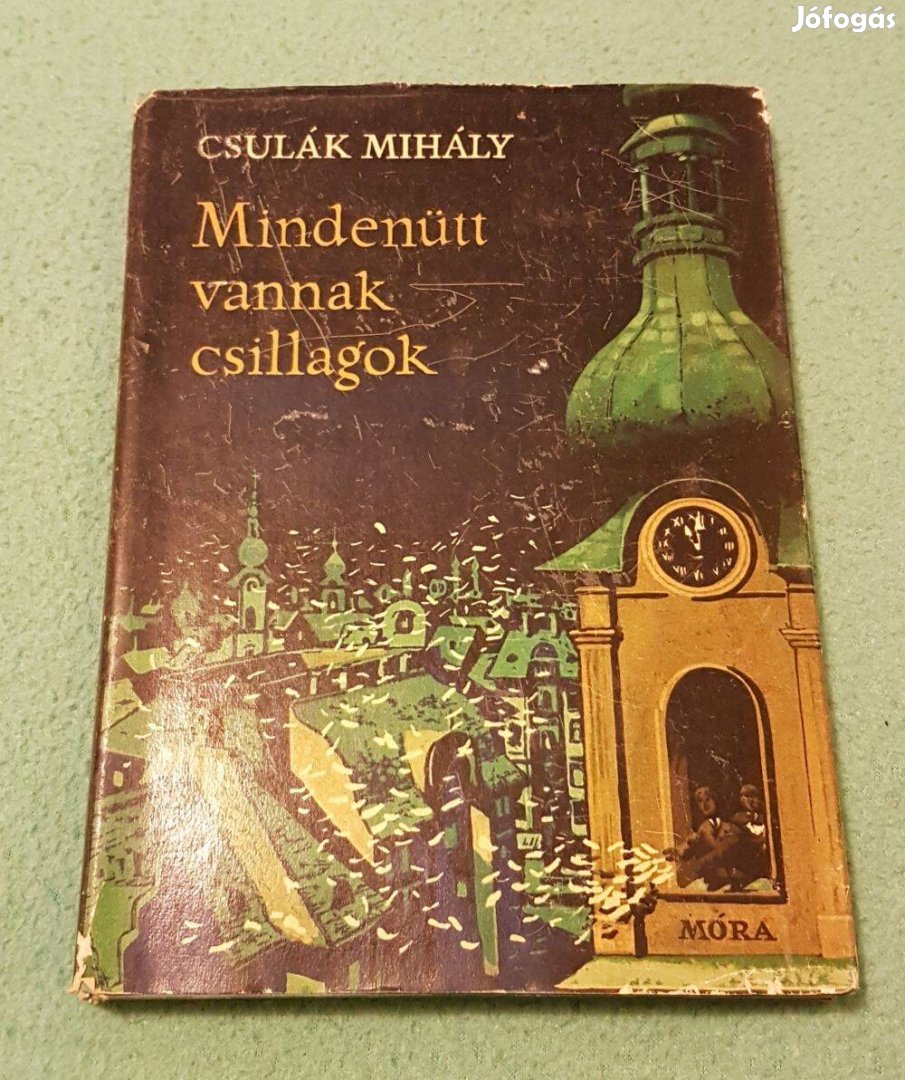 Jófogás
CSULÁK MIHÁLY
Mindenütt
vannak
csillagok
MÓRA